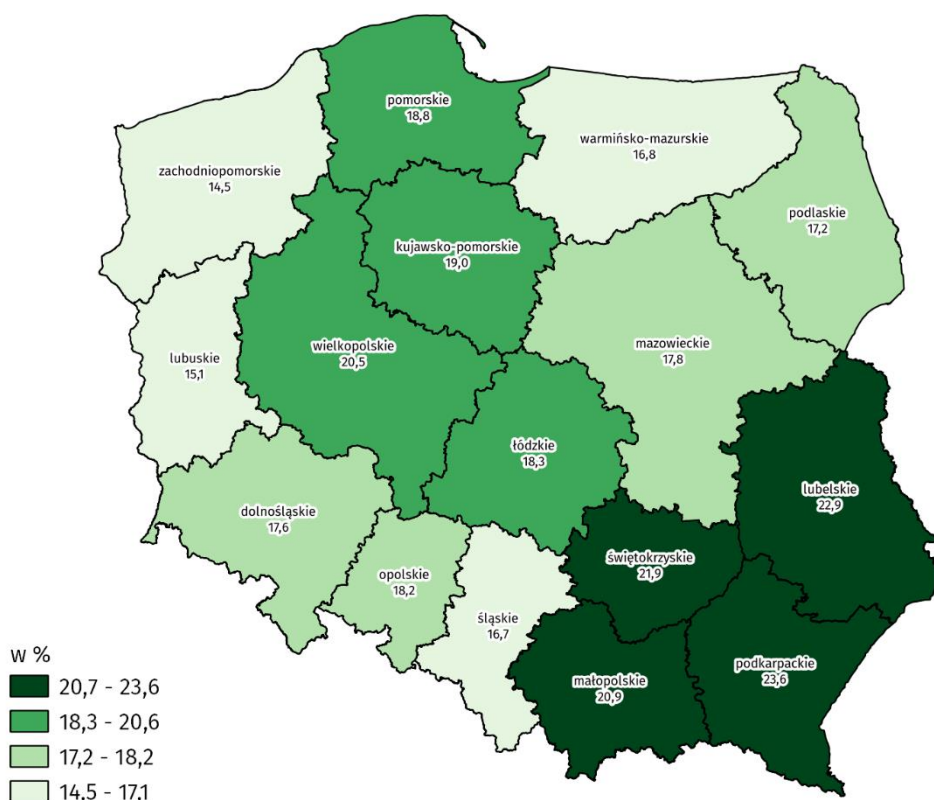 pomorskie
18,8
warmińsko-mazurskie
16,8
zachodniopomorskie
14,5
podlaskie
17,2
kujawsko-pomorskie
19,0
wielkopolskie
20,5
mazowieckie
17,8
lubuskie
15,1
łódzkie
18,3
lubelskie
22,9
dolnośląskie
17,6
świętokrzyskie
21,9
opolskie
18,2
śląskie
16,7
podkarpackie
23,6
małopolskie
20,9
w %
20,7 - 23,6
18,3 - 20,6
17,2 - 18,2
14,5 - 17,1